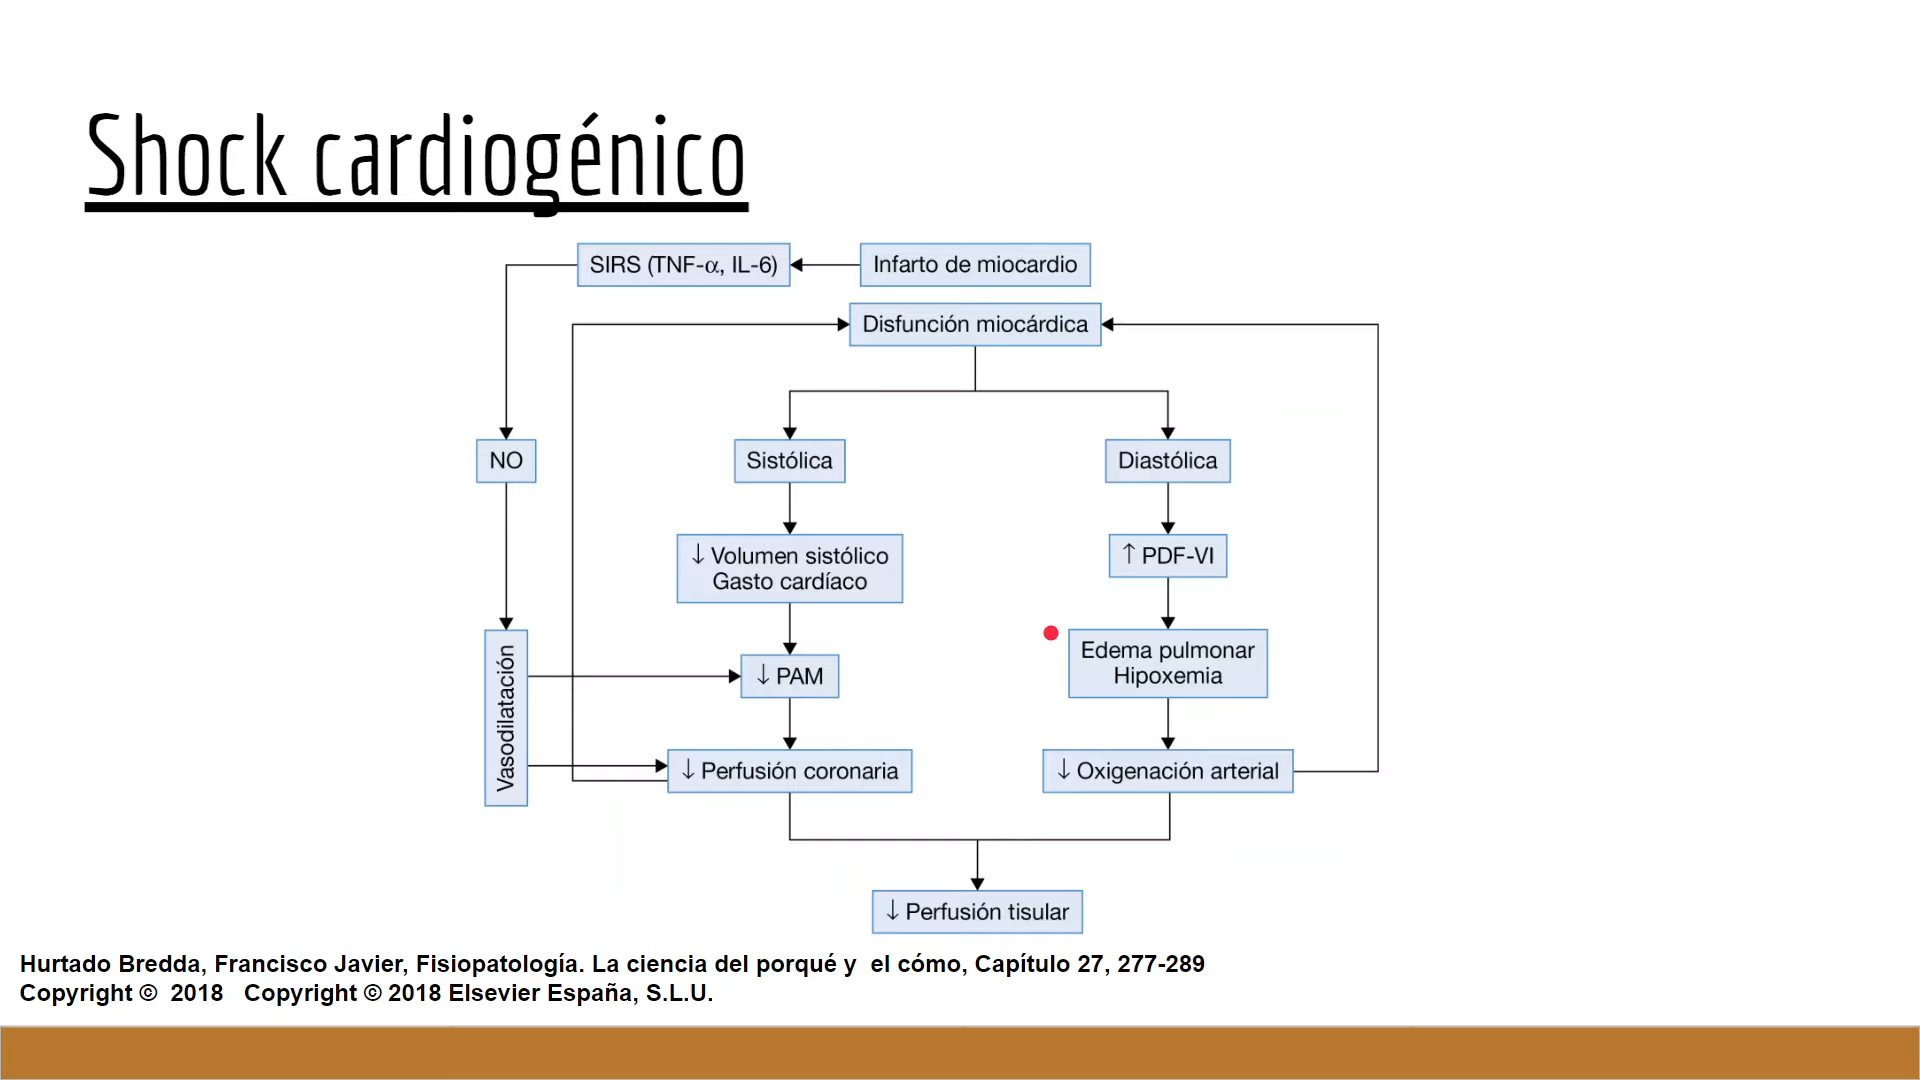 Shock cardiogénico
SIRS (TNF-α, IL-6)
Infarto de miocardio
Disfunción miocárdica
NO
Sistólica
Diastólica
↓ Volumen sistólico
Gasto cardíaco
↑ PDF-VI
Vasodilatación
↓ PAM
Edema pulmonar
Hipoxemia
↓ Perfusión coronaria
↓ Oxigenación arterial
↓ Perfusión tisular
Hurtado Bredda, Francisco Javier, Fisiopatología. La ciencia del porqué y  el cómo, Capítulo 27, 277-289
Copyright ©  2018   Copyright © 2018 Elsevier España, S.L.U.